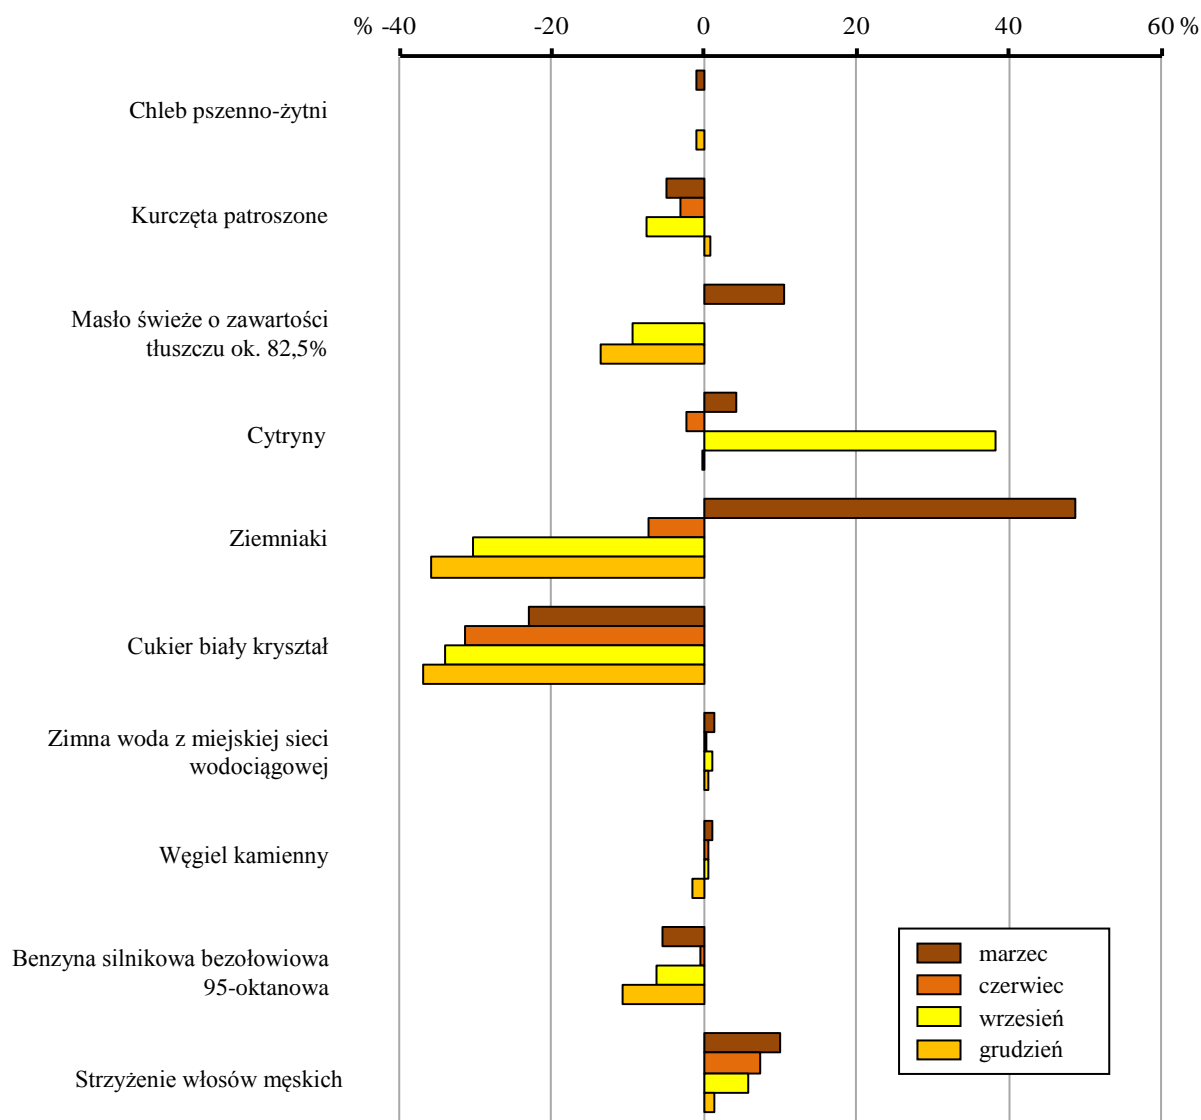 % -40 -20 0 20 40 60 %
Chleb pszenno-żytni
Kurczęta patroszone
Masło świeże o zawartości
tłuszczu ok. 82,5%
Cytryny
Ziemniaki
Cukier biały kryształ
Zimna woda z miejskiej sieci
wodociągowej
Węgiel kamienny
Benzyna silnikowa bezołowiowa
95-oktanowa
Strzyżenie włosów męskich
marzec
czerwiec
wrzesień
grudzień